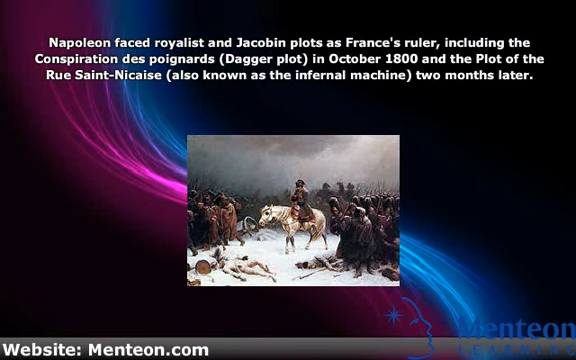 Napoleon faced royalist and Jacobin plots as France's ruler, including the
Conspiration des poignards (Dagger plot) in October 1800 and the Plot of the
Rue Saint-Nicaise (also known as the infernal machine) two months later.
Menteon
LEARNING
Website: Menteon.com